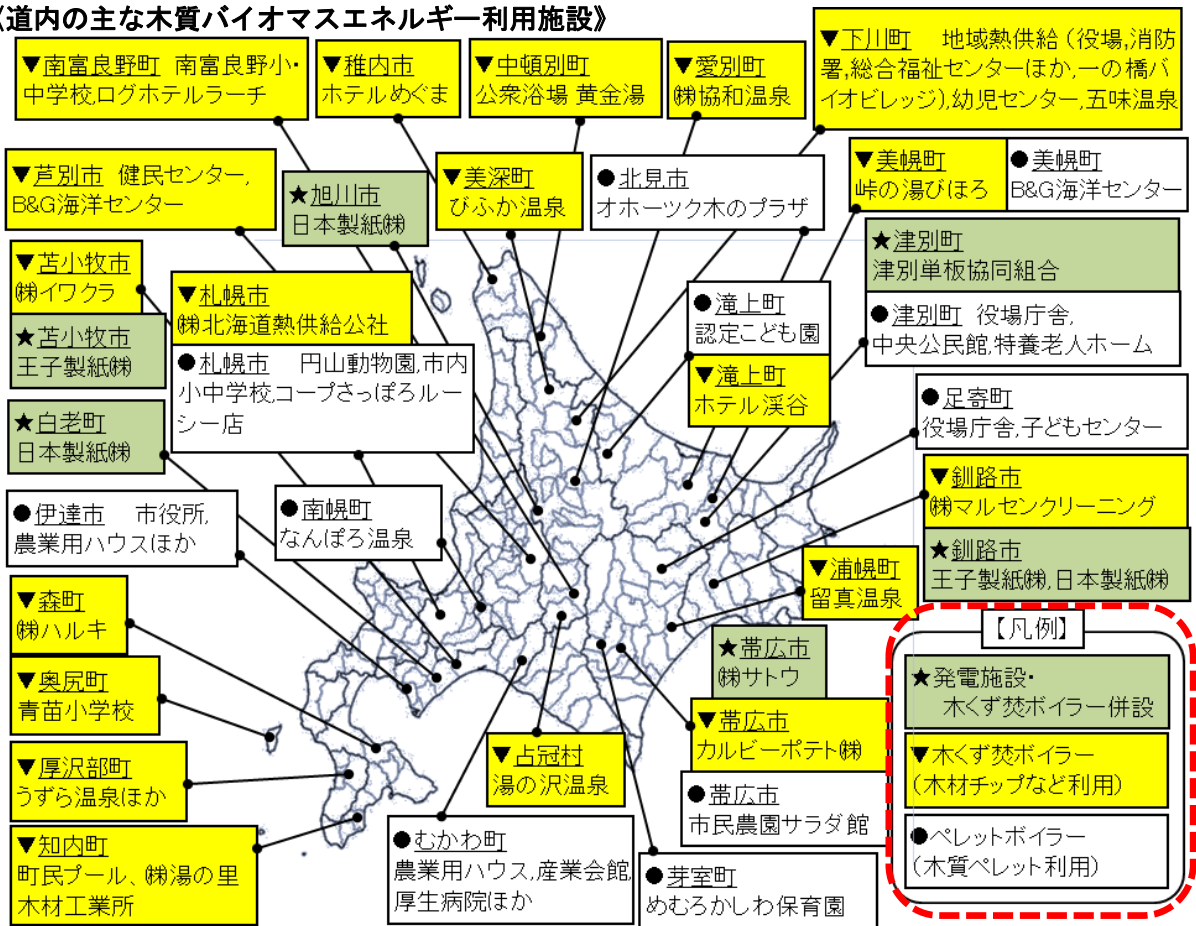 《道内の主な木質バイオマスエネルギー利用施設》
▼南富良野町 南富良野小・
中学校,ログホテルラーチ
▼稚内市
ホテルめぐま
▼中頓別町
公衆浴場 黄金湯
▼愛別町
㈱協和温泉
▼下川町 地域熱供給（役場,消防
署,総合福祉センターほか,一の橋バ
イオビレッジ）,幼児センター,五味温泉
▼芦別市 健民センター,
B&G海洋センター
★旭川市
日本製紙㈱
▼美深町
びふか温泉
●北見市
オホーツク木のプラザ
▼美幌町
峠の湯びほろ
●美幌町
B&G海洋センター
▼苫小牧市
㈱イワクラ
★苫小牧市
王子製紙㈱
▼札幌市
㈱北海道熱供給公社
●札幌市 円山動物園,市内
小中学校,コープさっぽろルー
シー店
●滝上町
認定こども園
▼滝上町
ホテル渓谷
★津別町
津別単板協同組合
●津別町 役場庁舎,
中央公民館,特養老人ホーム
★白老町
日本製紙㈱
●足寄町
役場庁舎,子どもセンター
●伊達市 市役所,
農業用ハウスほか
●南幌町
なんぽろ温泉
▼釧路市
㈱マルセンクリーニング
★釧路市
王子製紙㈱,日本製紙㈱
▼浦幌町
留真温泉
▼森町
㈱ハルキ
▼奥尻町
青苗小学校
▼厚沢部町
うずら温泉ほか
▼知内町
町民プール、㈱湯の里
木材工業所
●むかわ町
農業用ハウス,産業会館,
厚生病院ほか
▼占冠村
湯の沢温泉
★帯広市
㈱サトウ
▼帯広市
カルビーポテト㈱
●帯広市
市民農園サラダ館
●芽室町
めむろかしわ保育園
【凡例】
★発電施設・
木くず焚ボイラー併設
▼木くず焚ボイラー
(木材チップなど利用)
●ペレットボイラー
(木質ペレット利用)